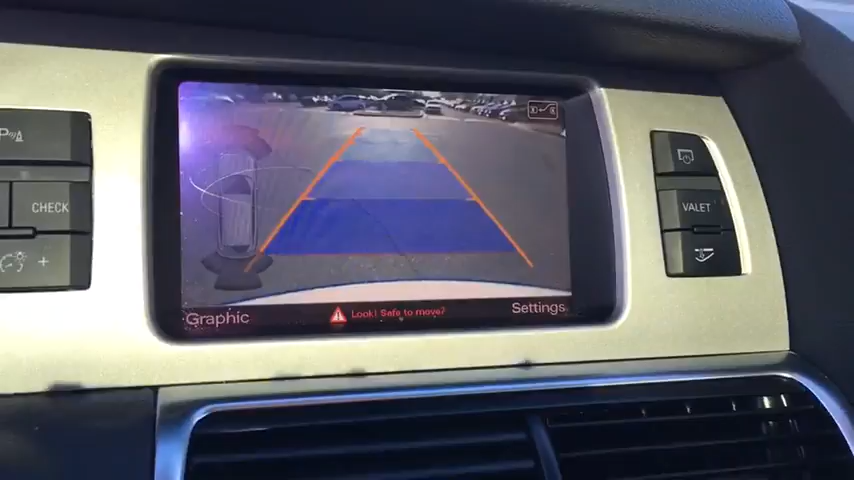 P
CHECK
VALET
Graphic
Look! Safe to move?
Settings